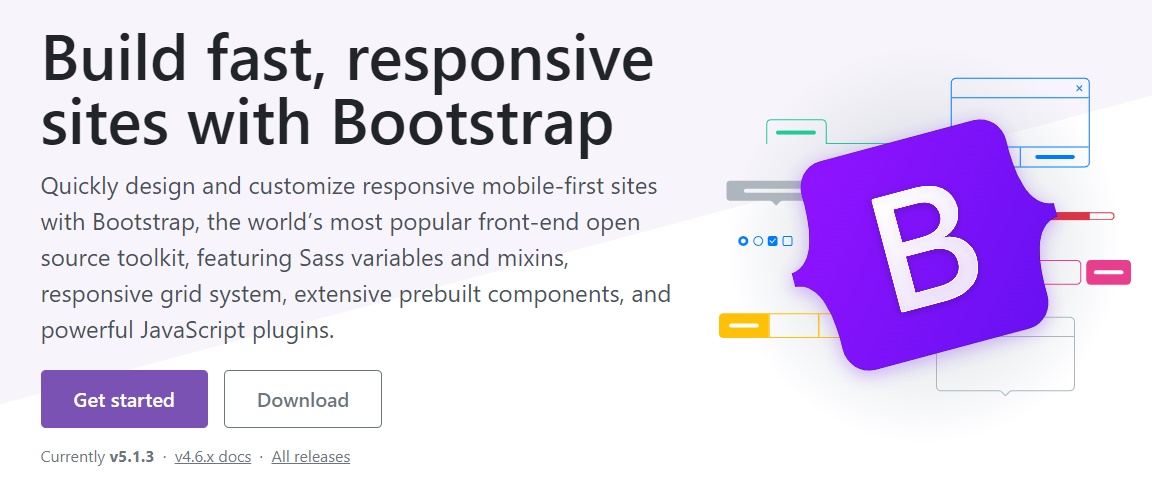 Build fast, responsive
sites with Bootstrap
Quickly design and customize responsive mobile-first sites
with Bootstrap, the world’s most popular front-end open
source toolkit, featuring Sass variables and mixins,
responsive grid system, extensive prebuilt components, and
powerful JavaScript plugins.
Get started Download
Currently v5.1.3 · v4.6.x docs · All releases
B